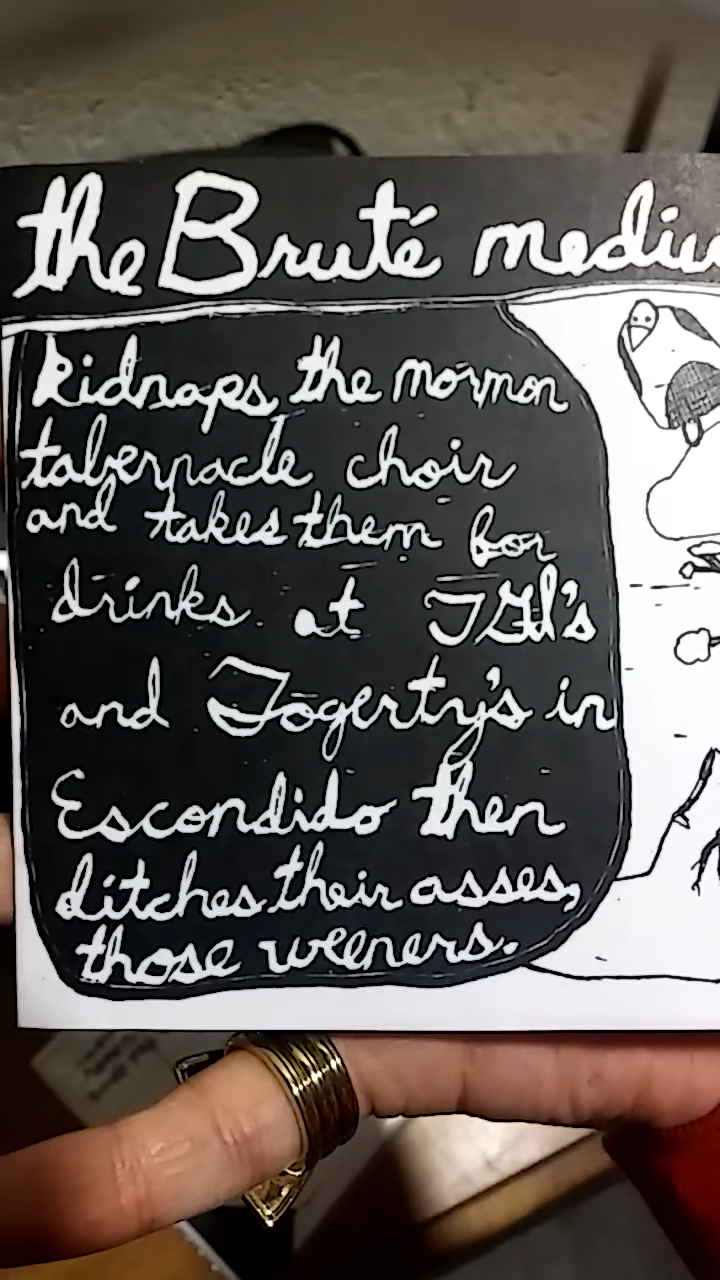 the Bruté mediu
kidnaps the mormon
tabernacle choir
and takes them for
drinks at TGI's
and Fogerty's in
Escondido then
ditches their asses,
those weeners.